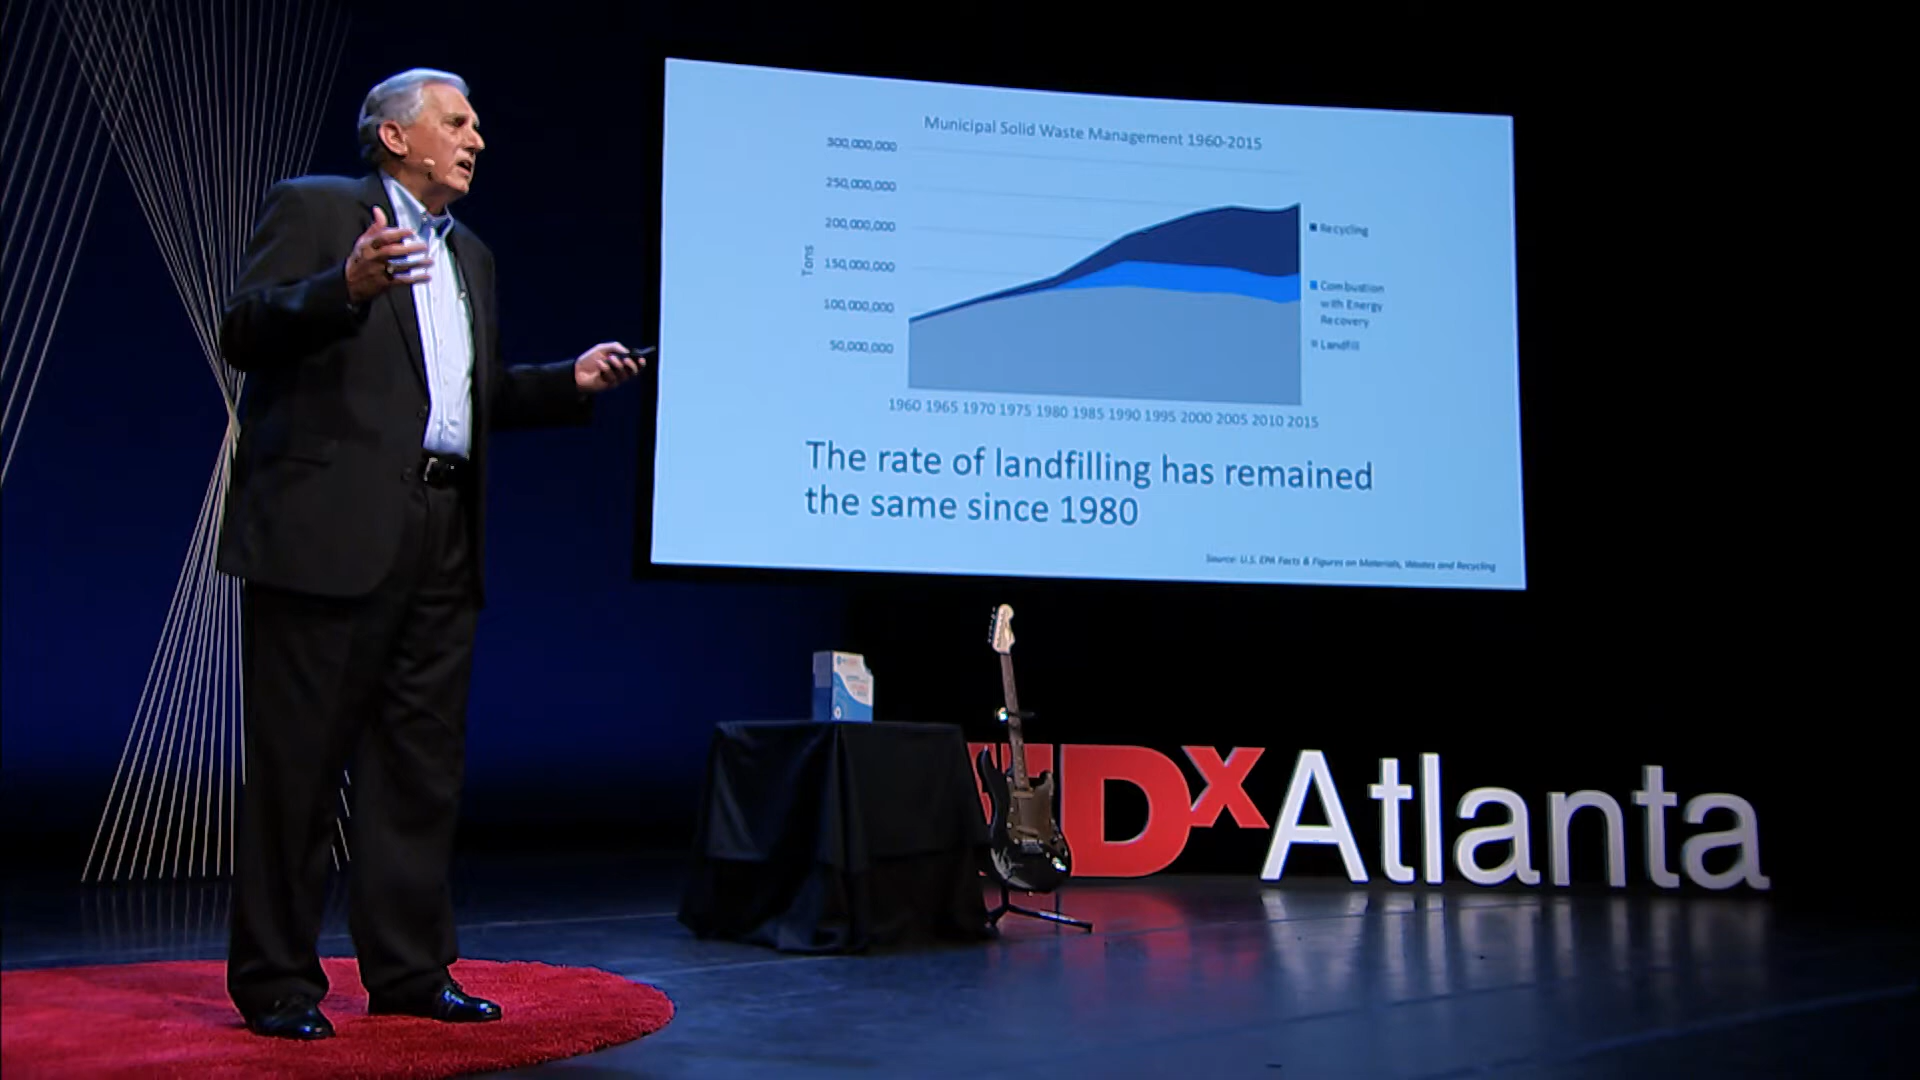 Municipal Solid Waste Management 1960-2015
300,000,000
250,000,000
200,000,000
150,000,000
100,000,000
50,000,000
Tons
1960 1965 1970 1975 1980 1985 1990 1995 2000 2005 2010 2015
Recycling
Combustion
with Energy
Recovery
Landfill
The rate of landfilling has remained
the same since 1980
Source: U.S. EPA Facts & Figures on Materials, Wastes and Recycling
DxAtlanta